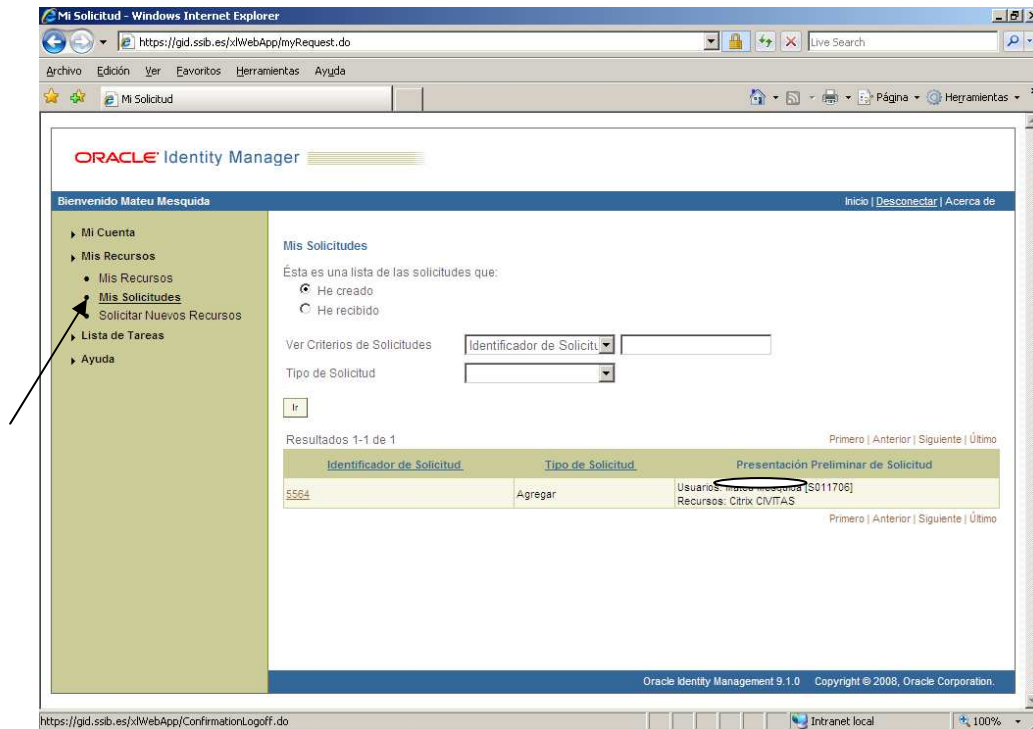 Mi Solicitud - Windows Internet Explorer
https://gid.ssib.es/xlWebApp/myRequest.do
Live Search
Archivo Edición Ver Favoritos Herramientas Ayuda
Mi Solicitud
Página Herramientas
ORACLE Identity Manager
Bienvenido Mateu Mesquida
Inicio | Desconectar | Acerca de
Mi Cuenta
Mis Recursos
Mis Recursos
Mis Solicitudes
Solicitar Nuevos Recursos
Lista de Tareas
Ayuda
Mis Solicitudes
Ésta es una lista de las solicitudes que:
He creado
He recibido
Ver Criterios de Solicitudes Identificador de Solicitu
Tipo de Solicitud
Ir
Resultados 1-1 de 1 Primero | Anterior | Siguiente | Último
Identificador de Solicitud Tipo de Solicitud Presentación Preliminar de Solicitud
5564 Agregar Usuarios: [S011706]
Recursos: Citrix CIVITAS
Primero | Anterior | Siguiente | Último
Oracle Identity Management 9.1.0 Copyright © 2008, Oracle Corporation.
https://gid.ssib.es/xlWebApp/ConfirmationLogoff.do
Intranet local
100%